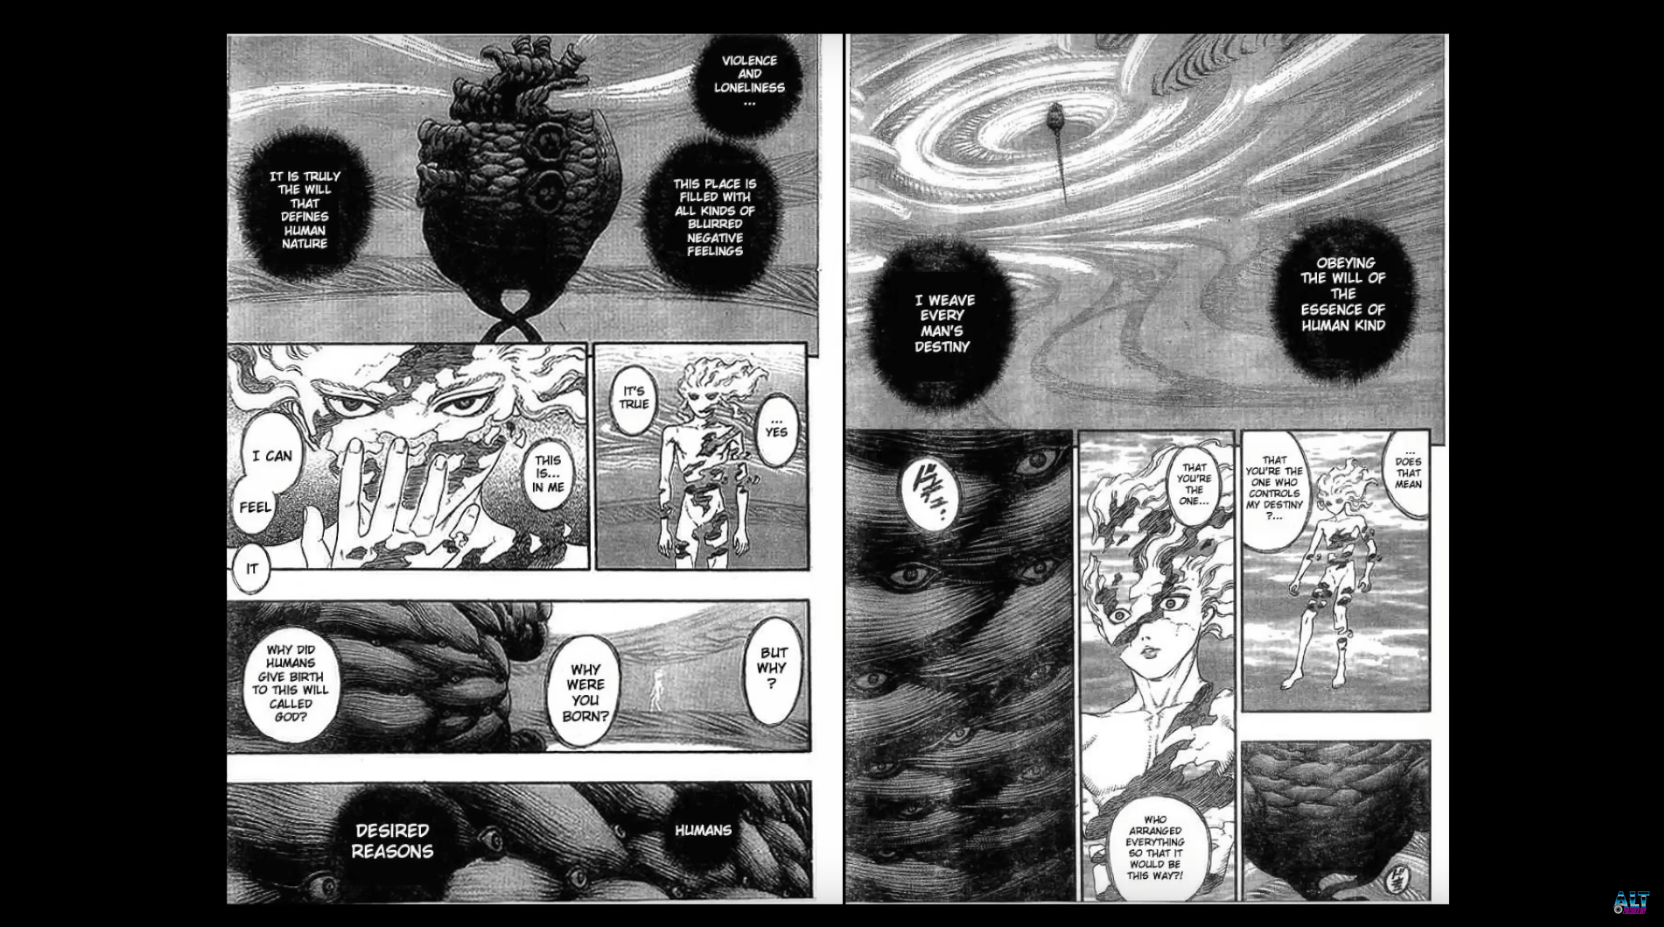 OBEYING
THE WILL OF
THE
ESSENCE OF
HUMAN KIND
I WEAVE
EVERY
MAN'S
DESTINY
...
DOES
THAT
MEAN
THAT
YOU'RE THE
ONE WHO
CONTROLS
MY DESTINY
?...
THAT
YOU'RE
THE
ONE...
WHO
ARRANGED
EVERYTHING
SO THAT IT
WOULD BE
THIS WAY?!
VIOLENCE
AND
LONELINESS
...
THIS PLACE IS
FILLED WITH
ALL KINDS OF
BLURRED
NEGATIVE
FEELINGS
IT IS TRULY
THE WILL
THAT
DEFINES
HUMAN
NATURE
...
YES
IT'S
TRUE
THIS
IS...
IN ME
I CAN
FEEL
IT
BUT
WHY
?
WHY
WERE
YOU
BORN?
WHY DID
HUMANS
GIVE BIRTH
TO THIS WILL
CALLED
GOD?
HUMANS
DESIRED
REASONS
ALT